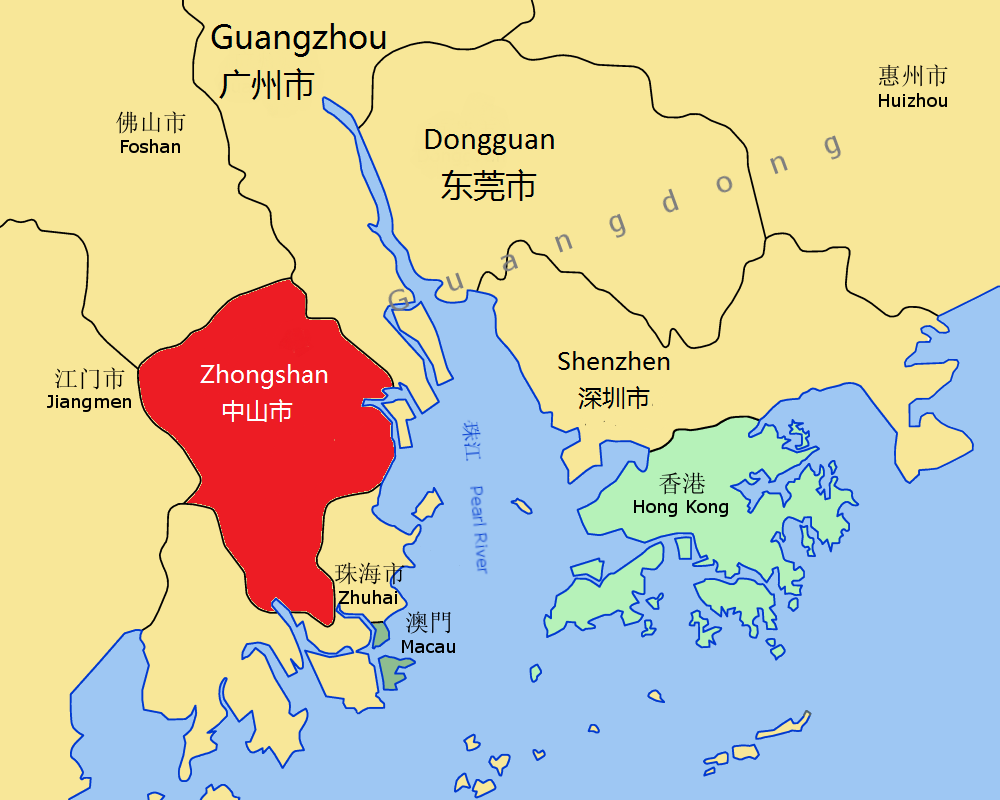 Guangzhou
广州市
惠州市
Huizhou
佛山市
Foshan
Dongguan
东莞市
Guangdong
Shenzhen
深圳市
Zhongshan
中山市
江门市
Jiangmen
珠江
Pearl River
香港
Hong Kong
珠海市
Zhuhai
澳門
Macau